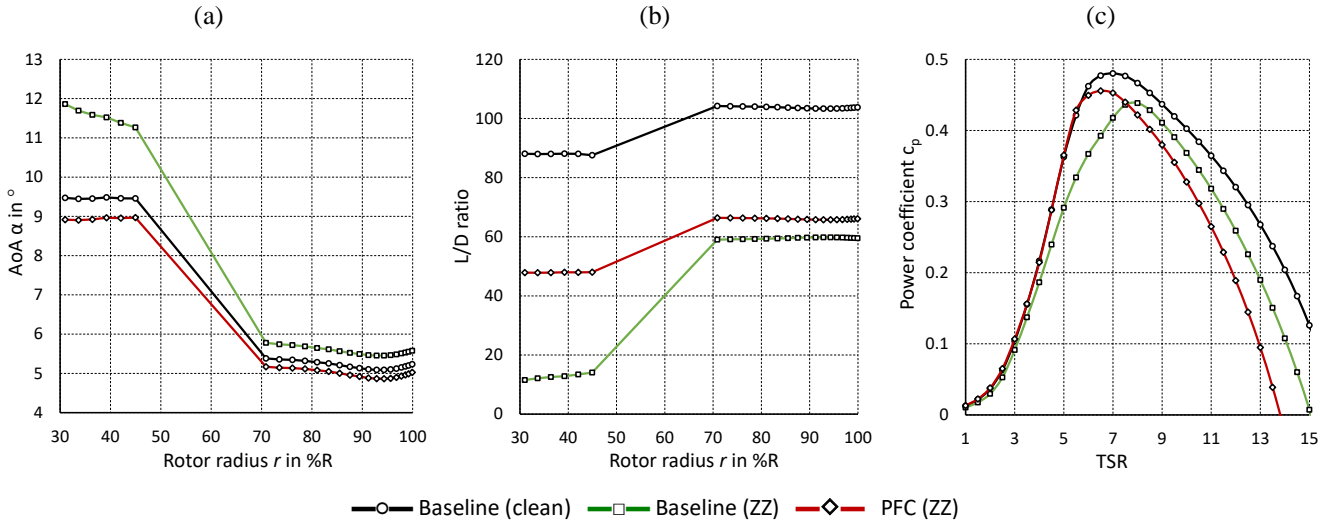 (a)
(b)
(c)
AoA α in °
13
12
11
10
9
8
7
6
5
4
30 40 50 60 70 80 90 100
Rotor radius r in %R
L/D ratio
120
100
80
60
40
20
0
30 40 50 60 70 80 90 100
Rotor radius r in %R
Power coefficient cp
0.5
0.4
0.3
0.2
0.1
0
1 3 5 7 9 11 13 15
TSR
Baseline (clean) Baseline (ZZ) PFC (ZZ)